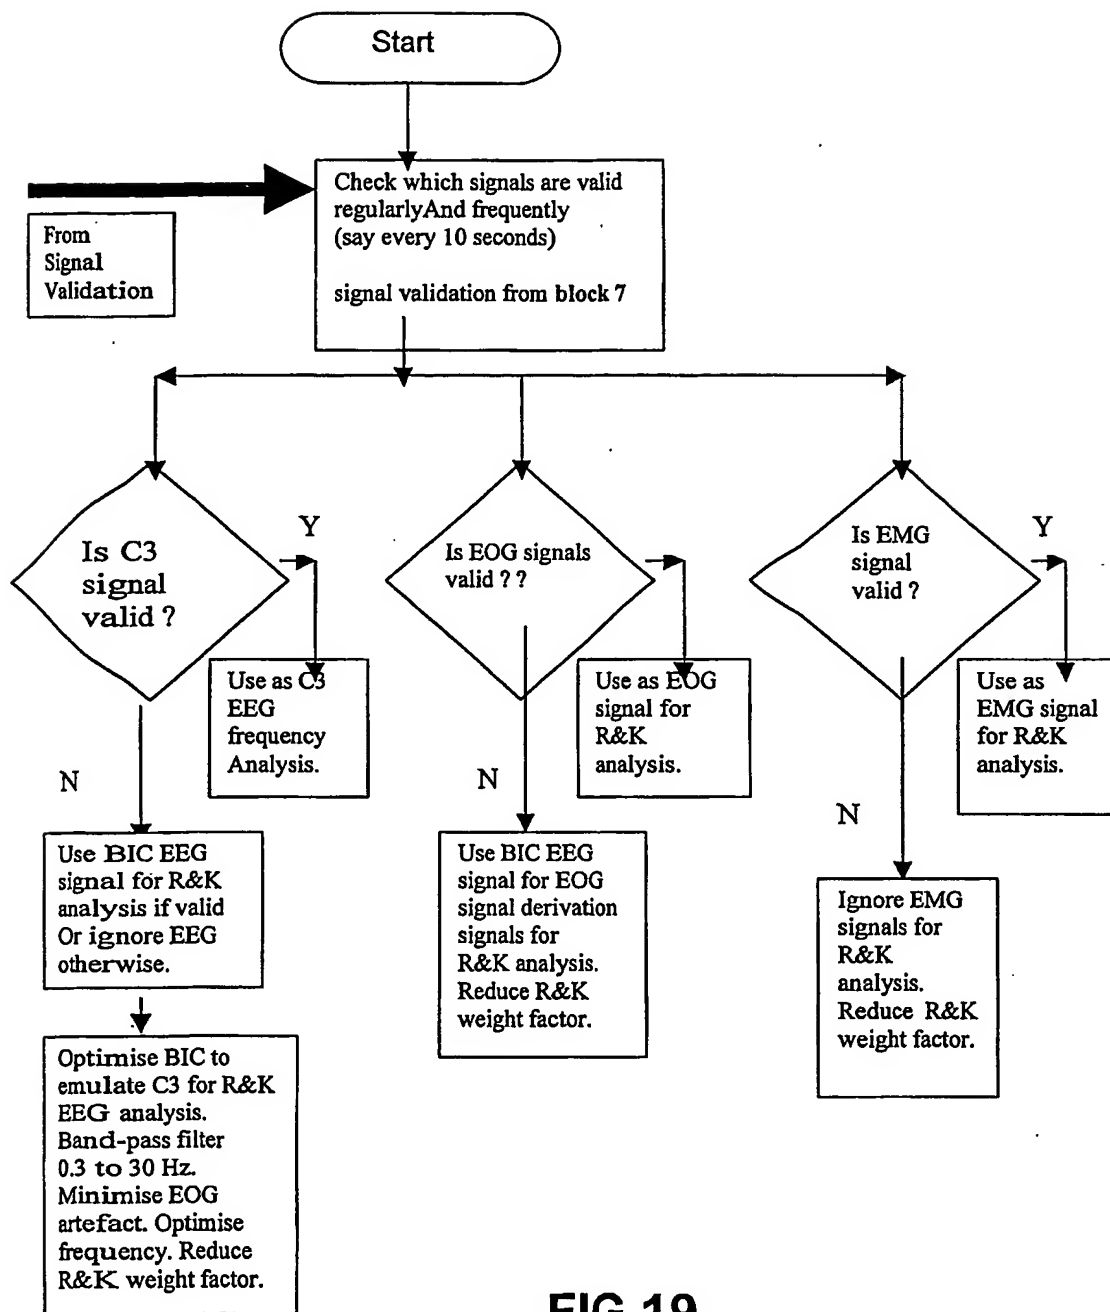 Start
Check which signals are valid
regularlyAnd frequently
(say every 10 seconds)
signal validation from block 7
From
Signal
Validation
Is C3
signal
valid ?
Y
Is EOG signals
valid ? ?
Is EMG
signal
valid ?
Y
Use as C3
EEG
frequency
Analysis.
Use as EOG
signal for
R&K
analysis.
Use as
EMG signal
for R&K
analysis.
N
N
N
Use BIC EEG
signal for R&K
analysis if valid
Or ignore EEG
otherwise.
Use BIC EEG
signal for EOG
signal derivation
signals for
R&K analysis.
Reduce R&K
weight factor.
Ignore EMG
signals for
R&K
analysis.
Reduce R&K
weight factor.
Optimise BIC to
emulate C3 for R&K
EEG analysis.
Band-pass filter
0.3 to 30 Hz.
Minimise EOG
artefact. Optimise
frequency. Reduce
R&K weight factor.
FIG 19